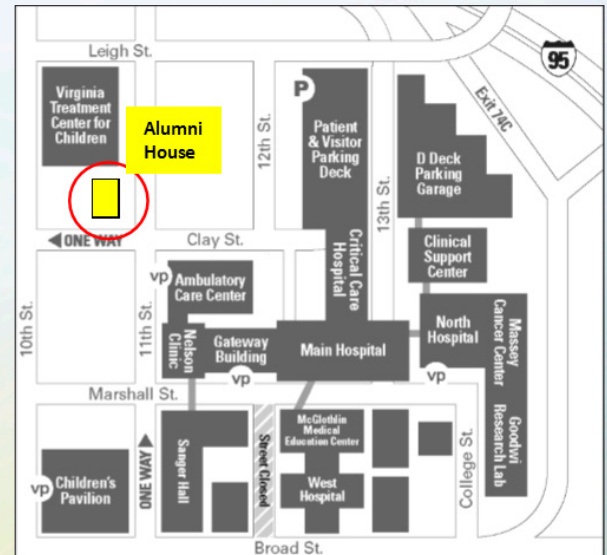 Leigh St.
95
Virginia
Treatment
Center for
Children
Alumni
House
12th St.
P
Patient
& Visitor
Parking
Deck
13th St.
Exit 74C
D Deck
Parking
Garage
ONE WAY
Clay St.
Critical Care
Hospital
Clinical
Support
Center
10th St.
11th St.
vp
Ambulatory
Care Center
Nelson
Clinic
Gateway
Building
vp
Main Hospital
North
Hospital
vp
Massey
Cancer Center
Goodwi
Research Lab
Marshall St.
ONE WAY
Sanger Hall
Street Closed
McGlothlin
Medical
Education Center
West
Hospital
College St.
vp
Children's
Pavilion
Broad St.